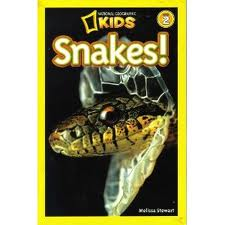 NATIONAL GEOGRAPHIC
KIDS
2
Snakes!
Melissa Stewart